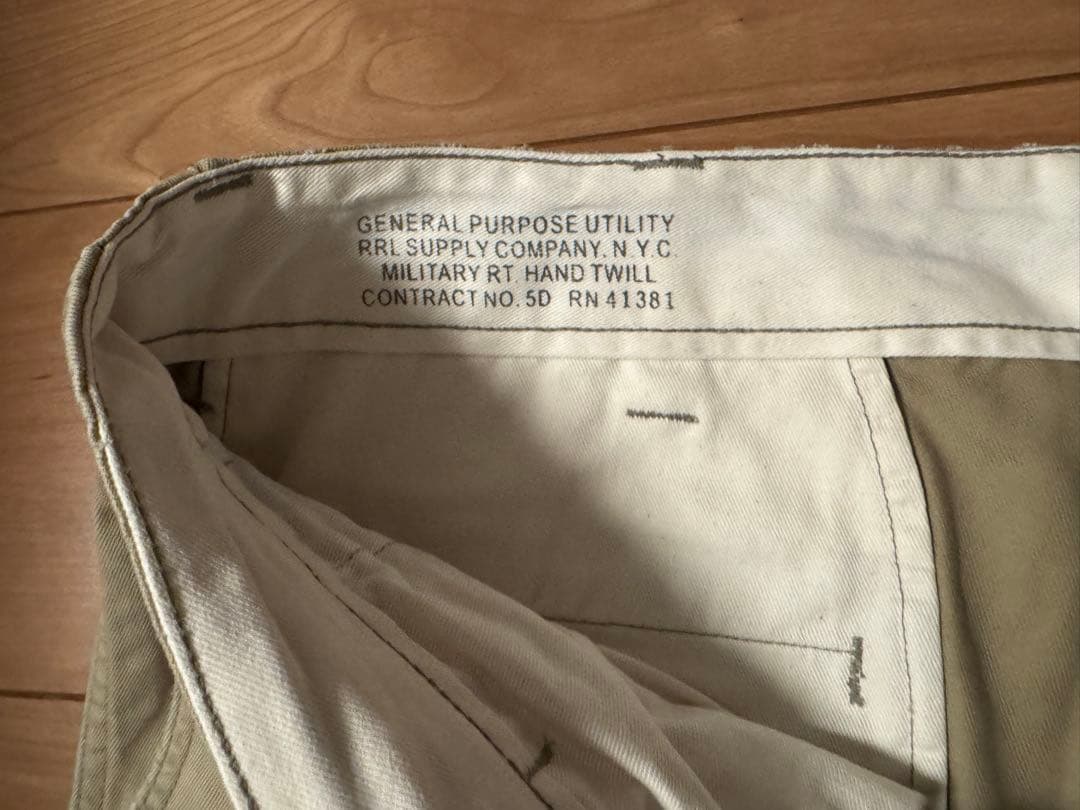 GENERAL PURPOSE UTILITY
RRL SUPPLY COMPANY. N.Y.C.
MILITARY RT. HAND TWILL
CONTRACT NO. 5D RN 41381